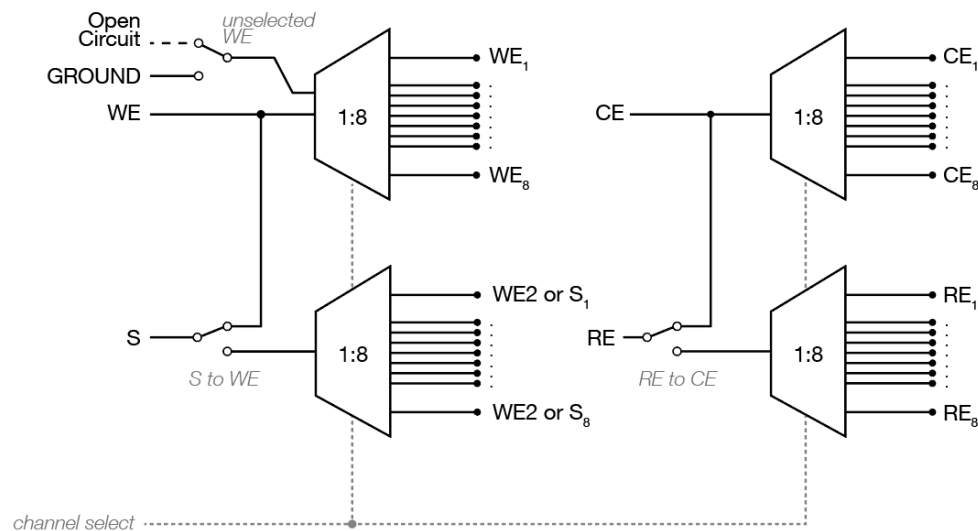 Open
Circuit
unselected
WE
GROUND
WE
1:8
WE₁
WE₈
CE
1:8
CE₁
CE₈
S
S to WE
1:8
WE2 or S₁
WE2 or S₈
RE
RE to CE
1:8
RE₁
RE₈
channel select